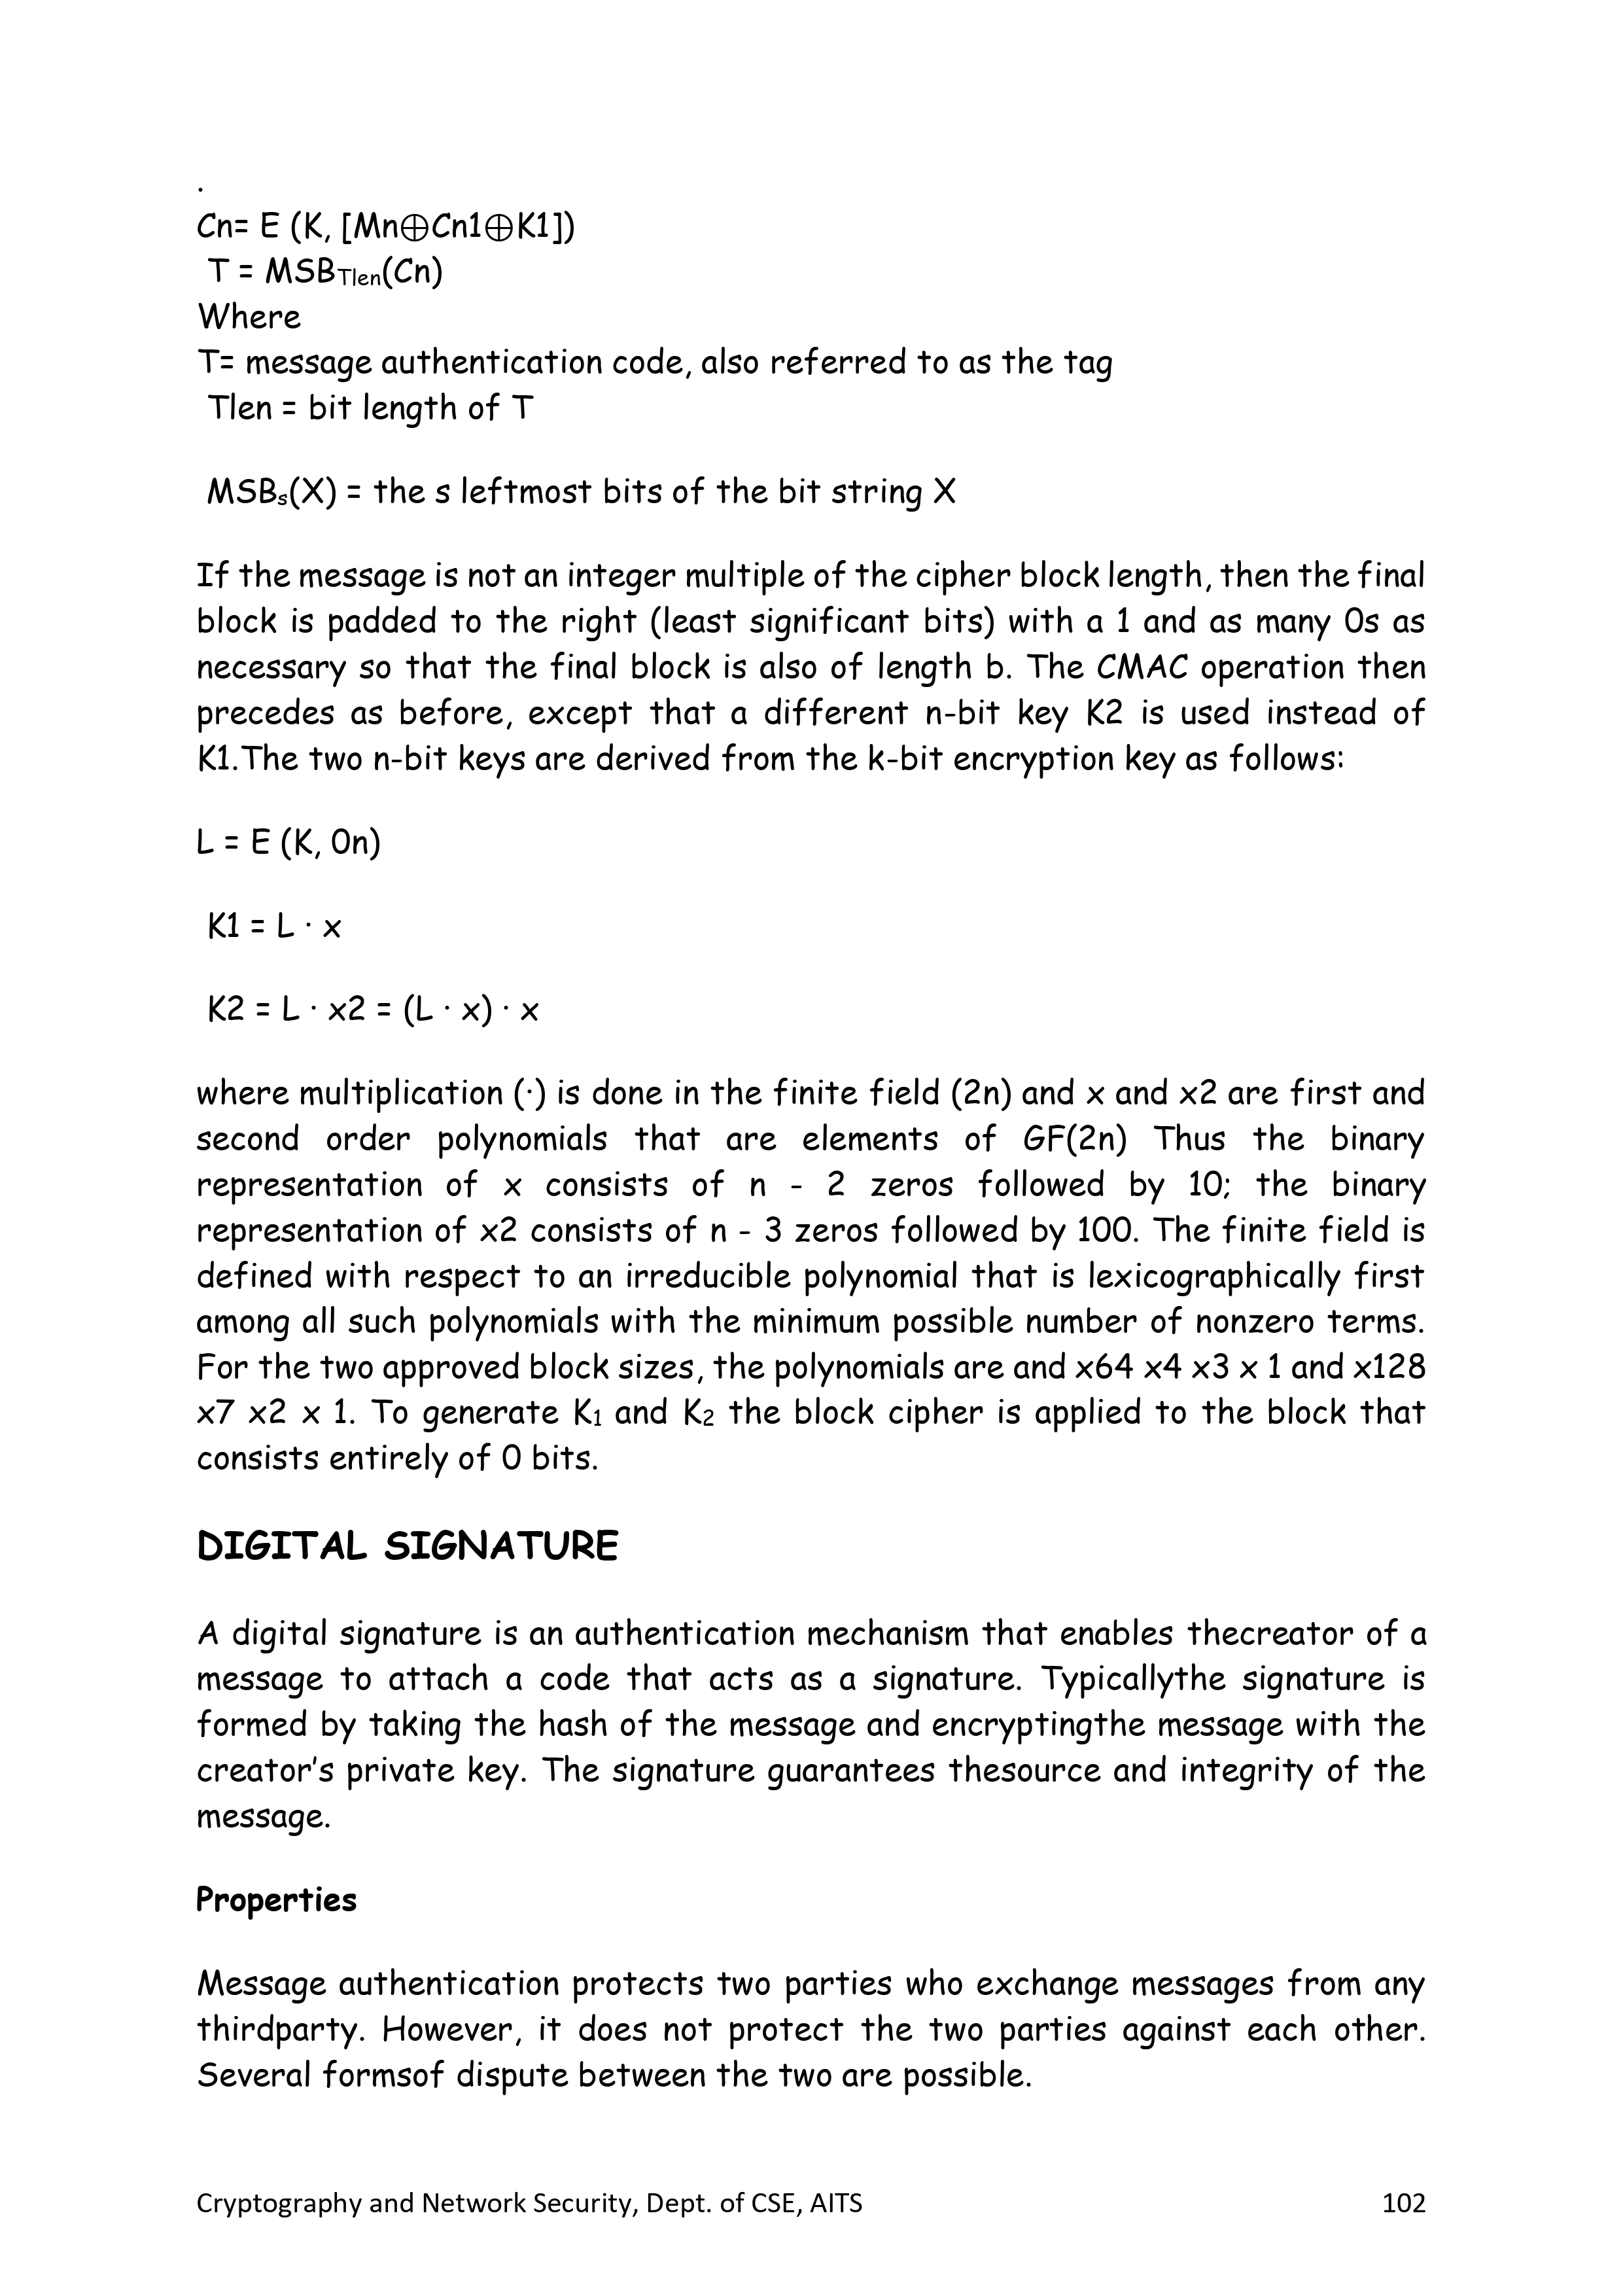 .
Cn= E (K, [Mn⊕Cn1⊕K1])
T = MSBTlen(Cn)
Where
T= message authentication code, also referred to as the tag
Tlen = bit length of T
MSBs(X) = the s leftmost bits of the bit string X
If the message is not an integer multiple of the cipher block length, then the final
block is padded to the right (least significant bits) with a 1 and as many 0s as
necessary so that the final block is also of length b. The CMAC operation then
precedes as before, except that a different n-bit key K2 is used instead of
K1.The two n-bit keys are derived from the k-bit encryption key as follows:
L = E (K, 0n)
K1 = L · x
K2 = L · x2 = (L · x) · x
where multiplication (·) is done in the finite field (2n) and x and x2 are first and
second order polynomials that are elements of GF(2n) Thus the binary
representation of x consists of n - 2 zeros followed by 10; the binary
representation of x2 consists of n - 3 zeros followed by 100. The finite field is
defined with respect to an irreducible polynomial that is lexicographically first
among all such polynomials with the minimum possible number of nonzero terms.
For the two approved block sizes, the polynomials are and x64 x4 x3 x 1 and x128
x7 x2 x 1. To generate K1 and K2 the block cipher is applied to the block that
consists entirely of 0 bits.
DIGITAL SIGNATURE
A digital signature is an authentication mechanism that enables thecreator of a
message to attach a code that acts as a signature. Typicallythe signature is
formed by taking the hash of the message and encryptingthe message with the
creator's private key. The signature guarantees thesource and integrity of the
message.
Properties
Message authentication protects two parties who exchange messages from any
thirdparty. However, it does not protect the two parties against each other.
Several formsof dispute between the two are possible.
Cryptography and Network Security, Dept. of CSE, AITS 102